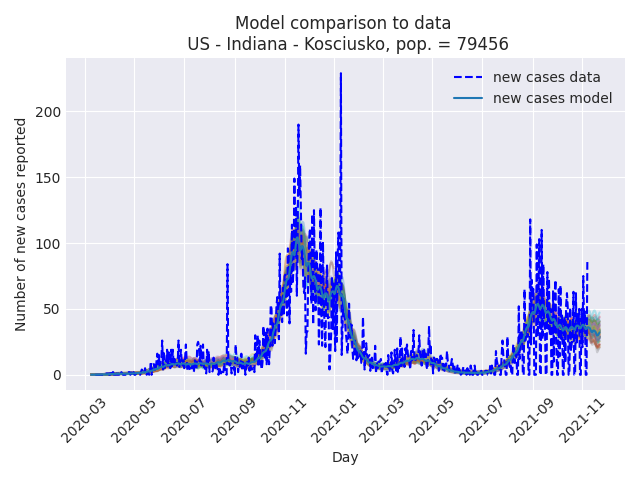 Model comparison to data
US - Indiana - Kosciusko, pop. = 79456
new cases data
new cases model
Number of new cases reported
200
150
100
50
0
2020-03
2020-05
2020-07
2020-09
2020-11
2021-01
2021-03
2021-05
2021-07
2021-09
2021-11
Day